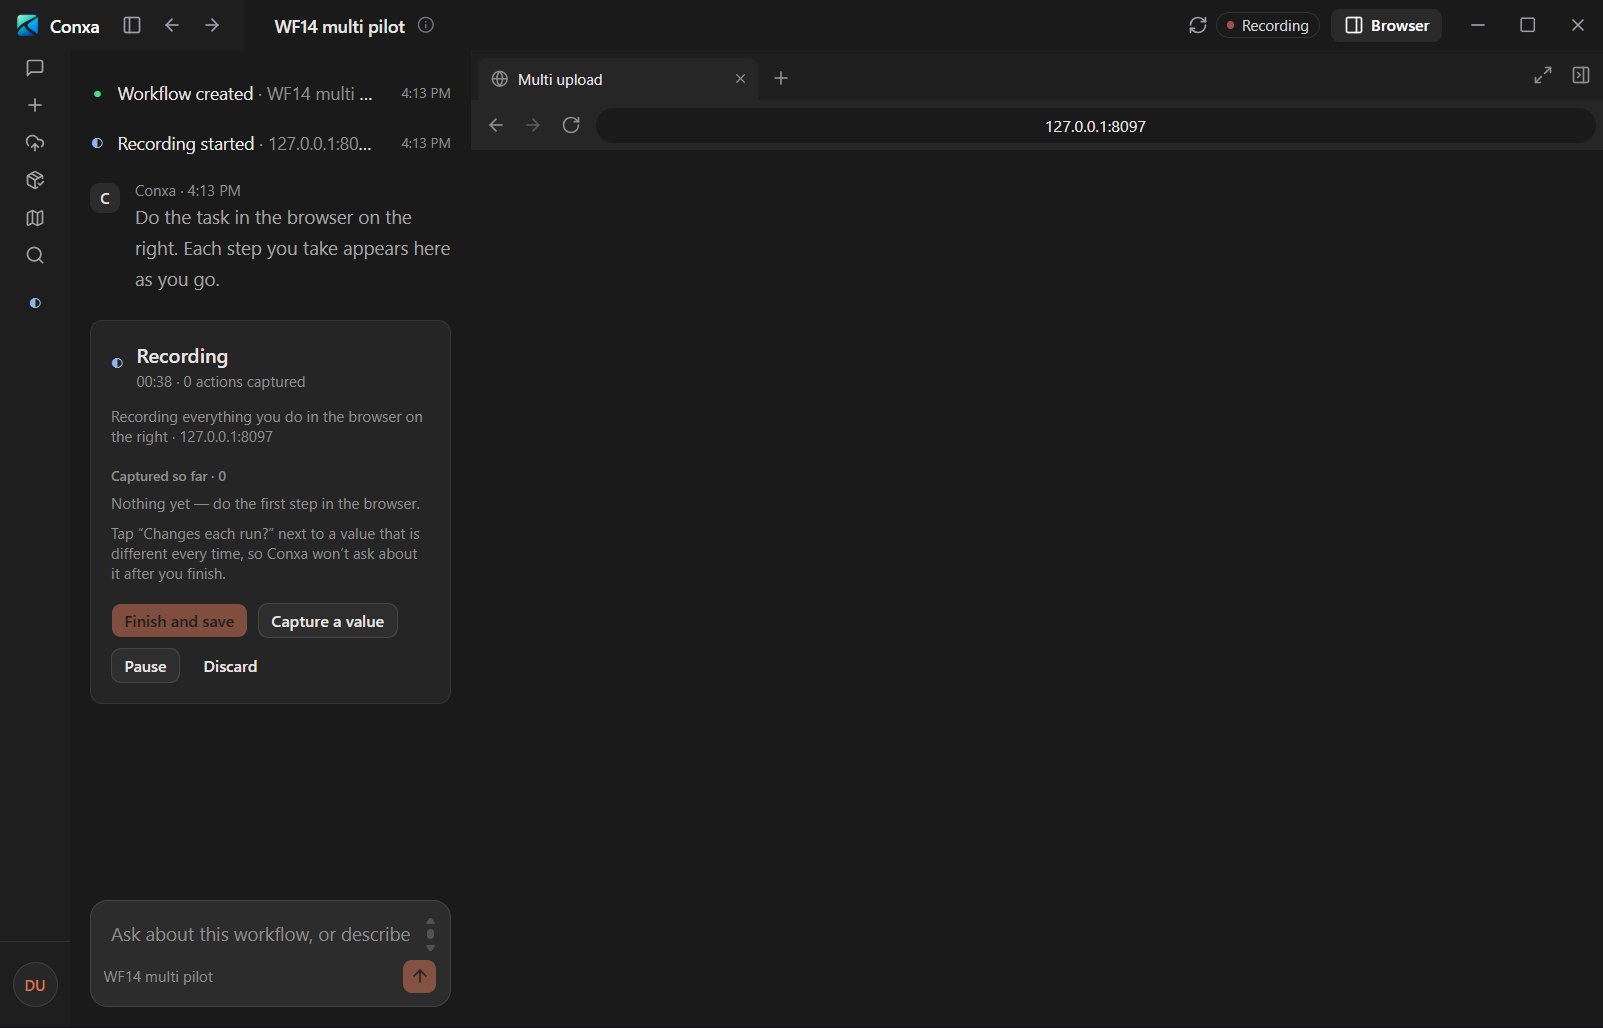 Conxa
WF14 multi pilot
Recording
Browser
Workflow created · WF14 multi ... 4:13 PM
Recording started · 127.0.0.1:80... 4:13 PM
C
Conxa · 4:13 PM
Do the task in the browser on the
right. Each step you take appears here
as you go.
Recording
00:38 · 0 actions captured
Recording everything you do in the browser on
the right · 127.0.0.1:8097
Captured so far · 0
Nothing yet — do the first step in the browser.
Tap “Changes each run?” next to a value that is
different every time, so Conxa won’t ask about
it after you finish.
Finish and save
Capture a value
Pause
Discard
Ask about this workflow, or describe
WF14 multi pilot
DU
Multi upload
127.0.0.1:8097